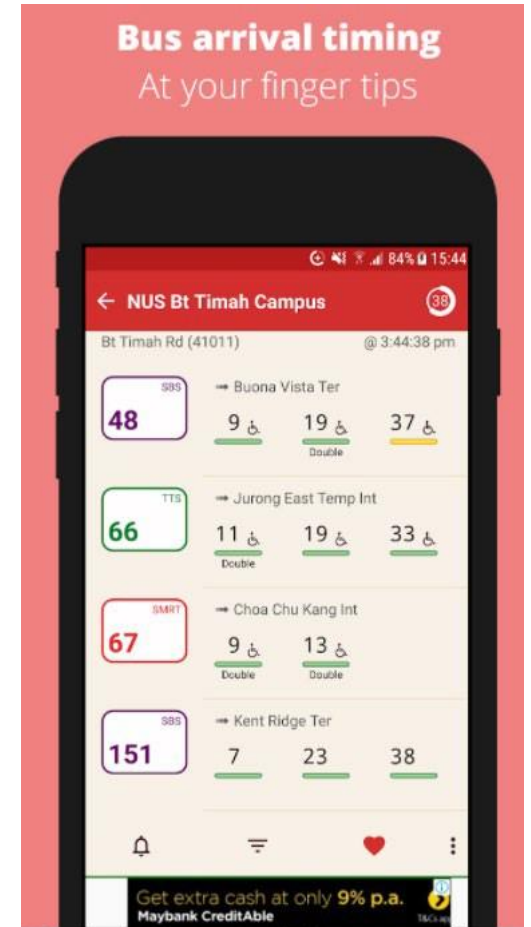 Bus arrival timing
At your finger tips
84% 15:44
← NUS Bt Timah Campus 38
Bt Timah Rd (41011) @ 3:44:38 pm
SBS
48
→ Buona Vista Ter
9 19 37
Double
TTS
66
→ Jurong East Temp Int
11 19 33
Double
SMRT
67
→ Choa Chu Kang Int
9 13
Double Double
SBS
151
→ Kent Ridge Ter
7 23 38
Get extra cash at only 9% p.a.
Maybank CreditAble
T&Cs app